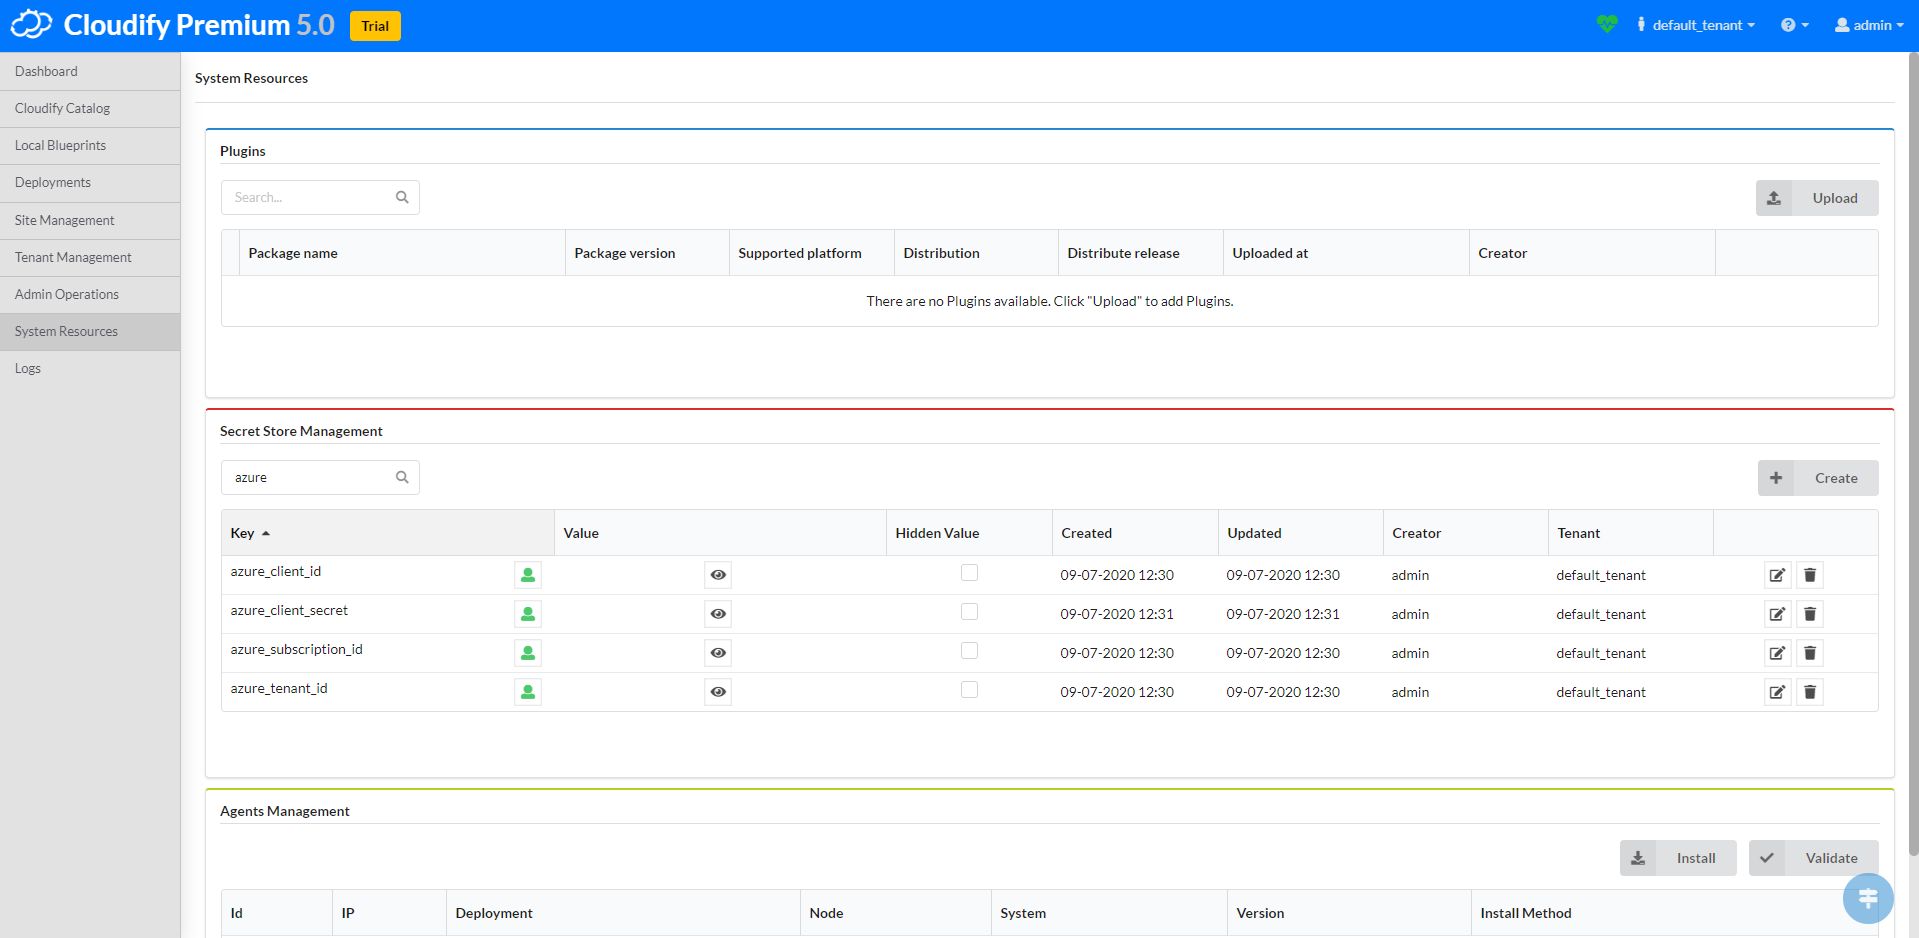 Cloudify Premium 5.0 Trial
default_tenant
admin
Dashboard
Cloudify Catalog
Local Blueprints
Deployments
Site Management
Tenant Management
Admin Operations
System Resources
Logs
System Resources
Plugins
Search...
Upload
Package name Package version Supported platform Distribution Distribute release Uploaded at Creator
There are no Plugins available. Click "Upload" to add Plugins.
Secret Store Management
azure
Create
Key Value Hidden Value Created Updated Creator Tenant
azure_client_id 09-07-2020 12:30 09-07-2020 12:30 admin default_tenant
azure_client_secret 09-07-2020 12:31 09-07-2020 12:31 admin default_tenant
azure_subscription_id 09-07-2020 12:30 09-07-2020 12:30 admin default_tenant
azure_tenant_id 09-07-2020 12:30 09-07-2020 12:30 admin default_tenant
Agents Management
Install Validate
Id IP Deployment Node System Version Install Method